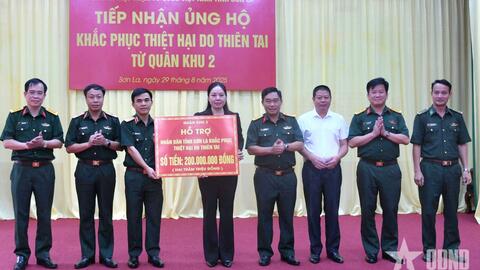 TIẾP NHẬN ỦNG HỘ
KHẮC PHỤC THIỆT HẠI DO THIÊN TAI
TỪ QUÂN KHU 2
Sơn La, ngày 29 tháng 8 năm 2025
QUÂN KHU 2
HỖ TRỢ
NHÂN DÂN TỈNH SƠN LA KHẮC PHỤC
THIỆT HẠI DO THIÊN TAI
SỐ TIỀN: 200.000.000 ĐỒNG
( HAI TRĂM TRIỆU ĐỒNG )
QĐND